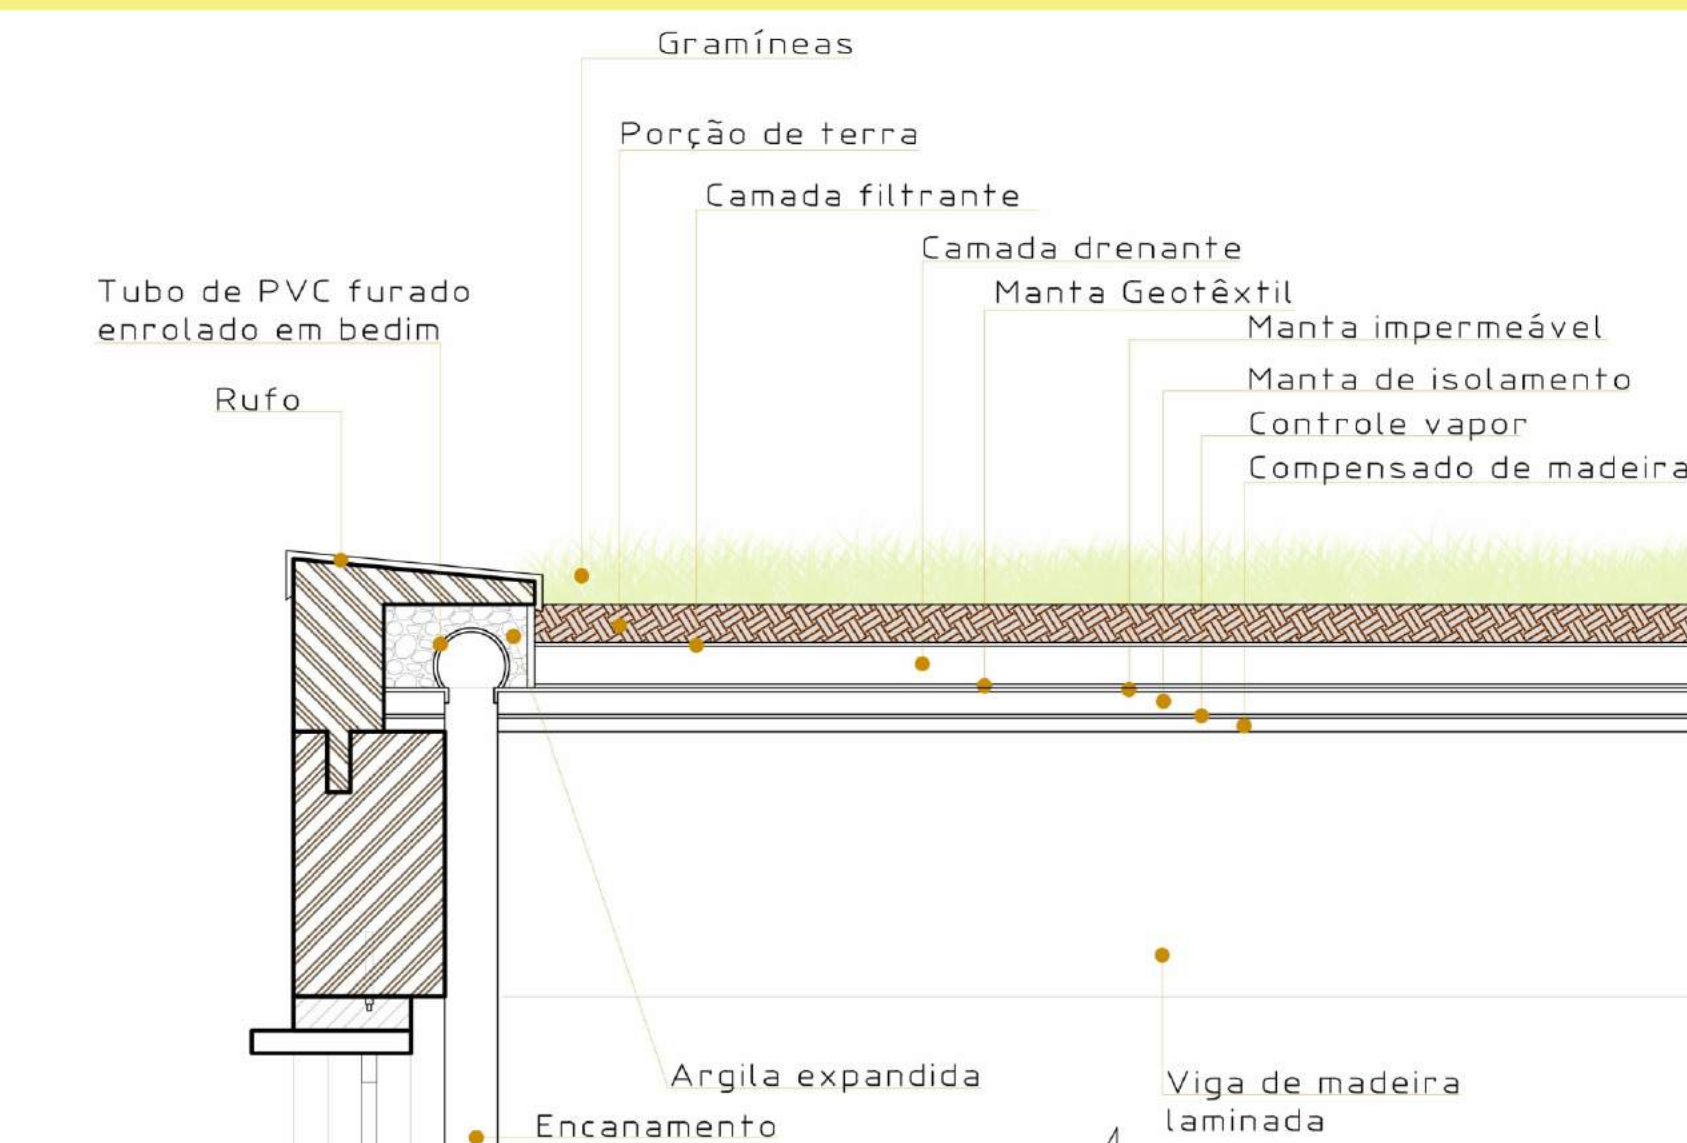 Gramíneas
Porção de terra
Camada filtrante
Camada drenante
Tubo de PVC furado
enrolado em bedim
Manta Geotêxtil
Manta impermeável
Manta de isolamento
Rufo
Controle vapor
Compensado de madeira
Argila expandida
Viga de madeira
laminada
Encanamento